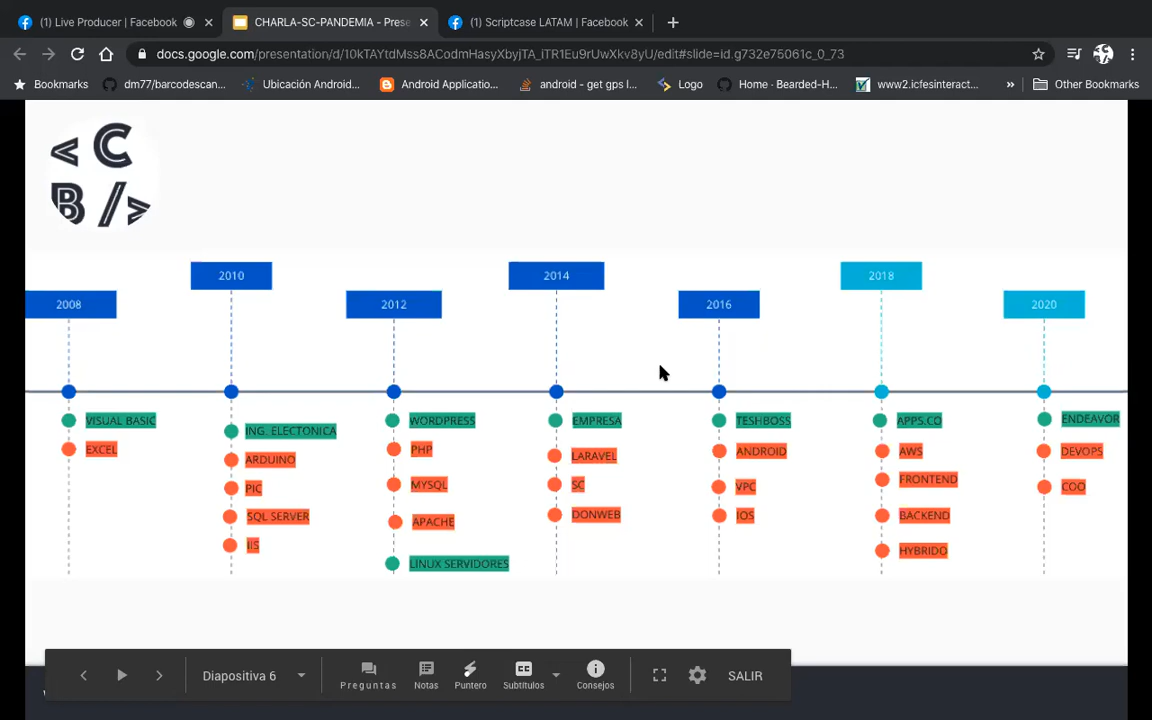 (1) Live Producer | Facebook
CHARLA-SC-PANDEMIA - Prese
(1) Scriptcase LATAM | Facebook
docs.google.com/presentation/d/10kTAYtdMss8ACodmHasyXbyjTA_iTR1Eu9rUwXkv8yU/edit#slide=id.g732e75061c_0_73
Bookmarks
dm77/barcodescan...
Ubicación Android...
Android Applicatio...
android - get gps l...
Logo
Home · Bearded-H...
www2.icfesinteract...
»
Other Bookmarks
< C
B />
2008
2010
2012
2014
2016
2018
2020
VISUAL BASIC
EXCEL
ING. ELECTONICA
ARDUINO
PIC
SQL SERVER
IIS
WORDPRESS
PHP
MYSQL
APACHE
LINUX SERVIDORES
EMPRESA
LARAVEL
SC
DONWEB
TESHBOSS
ANDROID
VPC
IOS
APPS.CO
AWS
FRONTEND
BACKEND
HYBRIDO
ENDEAVOR
DEVOPS
COO
Diapositiva 6
Preguntas
Notas
Puntero
CC
Subtítulos
Consejos
SALIR